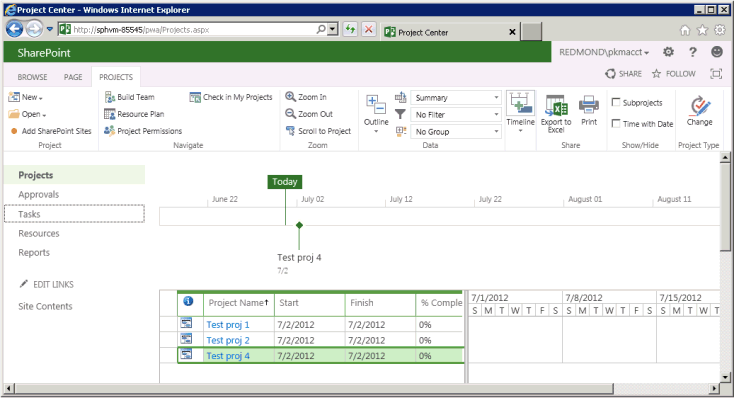 Project Center - Windows Internet Explorer
http://sphvm-85545/pwa/Projects.aspx
Project Center
SharePoint
REDMOND\pkmacct
BROWSE PAGE PROJECTS
SHARE FOLLOW
New
Open
Add SharePoint Sites
Project
Build Team
Resource Plan
Project Permissions
Check in My Projects
Navigate
Zoom In
Zoom Out
Scroll to Project
Zoom
Outline
Summary
No Filter
No Group
Data
Timeline
Export to
Excel
Print
Share
Subprojects
Time with Date
Show/Hide
Change
Project Type
Projects
Approvals
Tasks
Resources
Reports
EDIT LINKS
Site Contents
Today
June 22 July 02 July 12 July 22 August 01 August 11
Test proj 4
7/2
Project Name Start Finish % Comple
7/1/2012 7/8/2012 7/15/2012
S M T W T F S S M T W T F S S M T W T
Test proj 1 7/2/2012 7/2/2012 0%
Test proj 2 7/2/2012 7/2/2012 0%
Test proj 4 7/2/2012 7/2/2012 0%